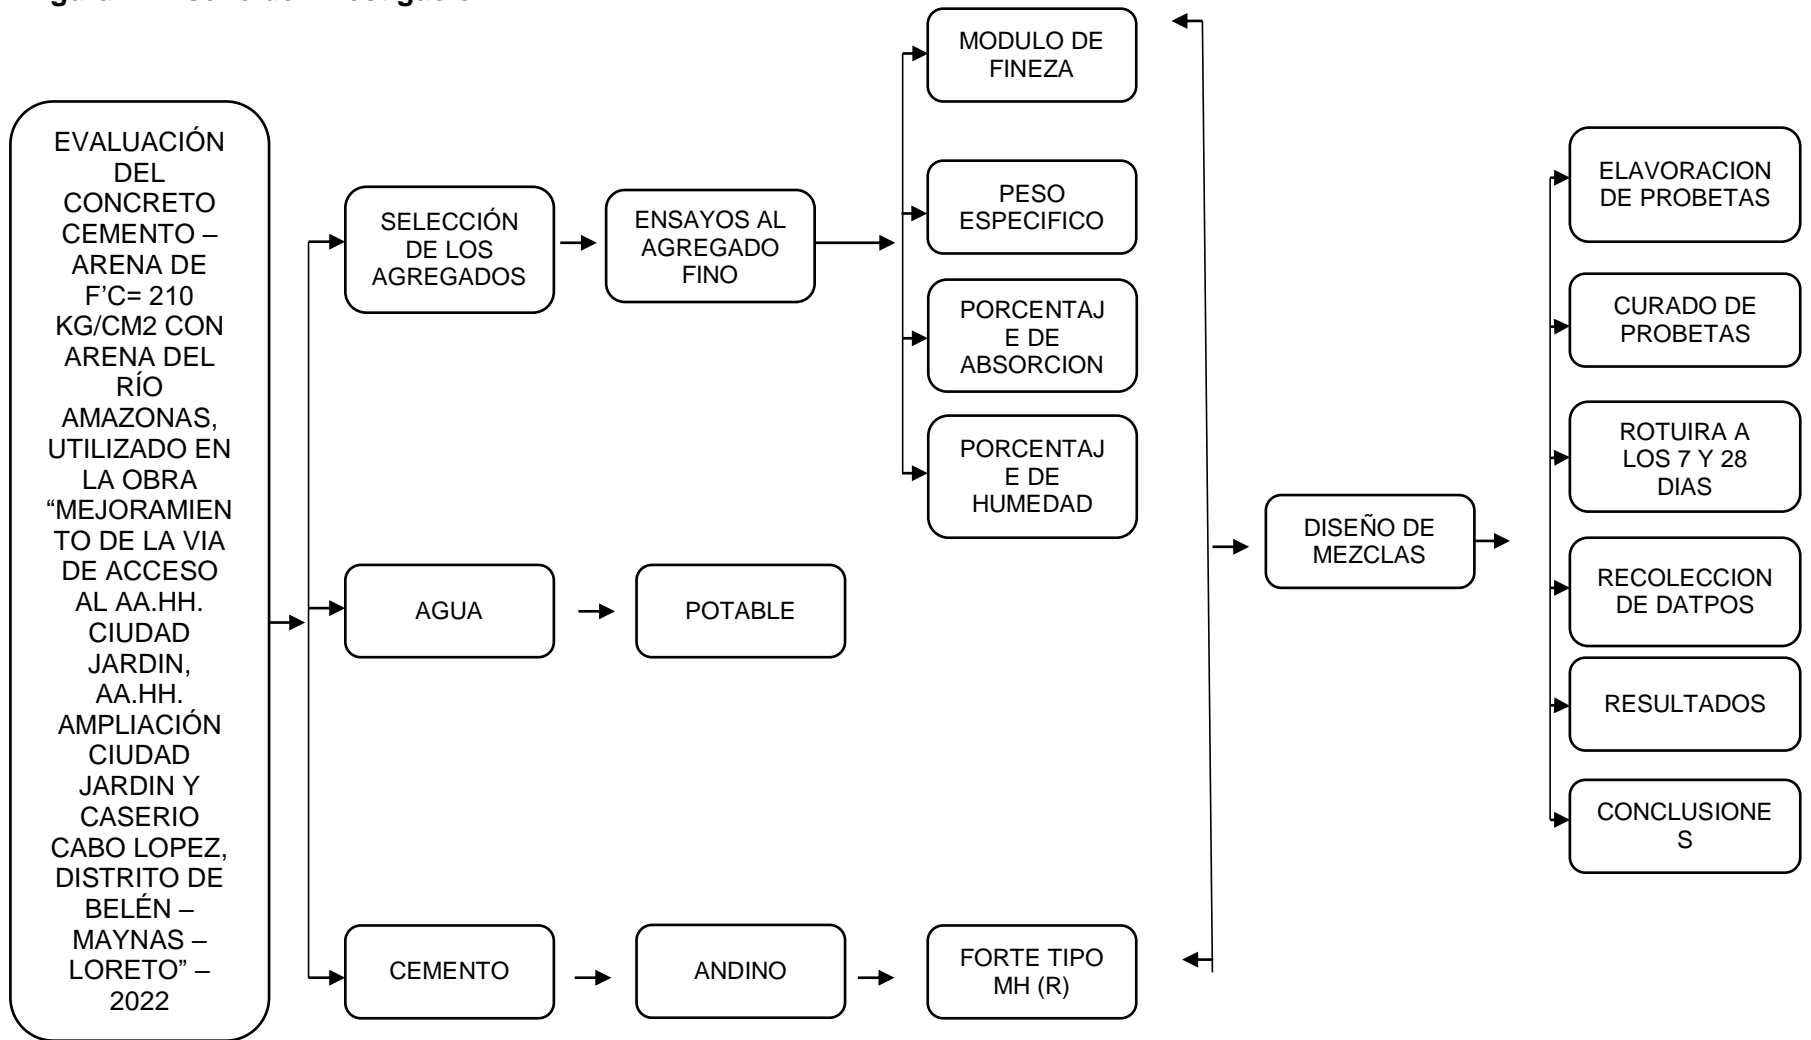 EVALUACIÓN
DEL
CONCRETO
CEMENTO –
ARENA DE
F’C= 210
KG/CM2 CON
ARENA DEL
RÍO
AMAZONAS,
UTILIZADO EN
LA OBRA
“MEJORAMIEN
TO DE LA VIA
DE ACCESO
AL AA.HH.
CIUDAD
JARDIN,
AA.HH.
AMPLIACIÓN
CIUDAD
JARDIN Y
CASERIO
CABO LOPEZ,
DISTRITO DE
BELÉN –
MAYNAS –
LORETO” –
2022
SELECCIÓN
DE LOS
AGREGADOS
ENSAYOS AL
AGREGADO
FINO
MODULO DE
FINEZA
PESO
ESPECIFICO
PORCENTAJ
E DE
ABSORCION
PORCENTAJ
E DE
HUMEDAD
AGUA
POTABLE
CEMENTO
ANDINO
FORTE TIPO
MH (R)
DISEÑO DE
MEZCLAS
ELAVORACION
DE PROBETAS
CURADO DE
PROBETAS
ROTUIRA A
LOS 7 Y 28
DIAS
RECOLECCION
DE DATPOS
RESULTADOS
CONCLUSIONE
S